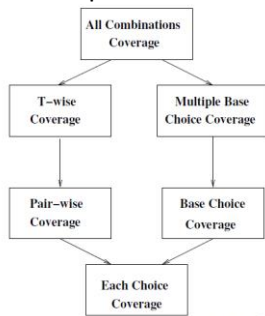 All Combinations
Coverage
T-wise
Coverage
Multiple Base
Choice Coverage
Pair-wise
Coverage
Base Choice
Coverage
Each Choice
Coverage